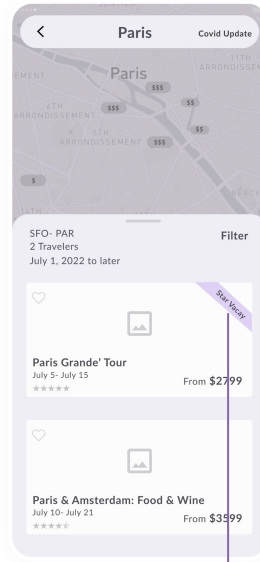 Paris
Covid Update
11TH
ARRONDISSEMENT
Paris
$$$
4TH
$$$
$$
ARRONDISSEMENT
5TH
$$
ARRONDISSEMENT
$$$
$
SFO- PAR
Filter
2 Travelers
July 1, 2022 to later
Star Vacay
Paris Grande' Tour
July 5- July 15
From $2799
Paris & Amsterdam: Food & Wine
July 10- July 21
From $3599